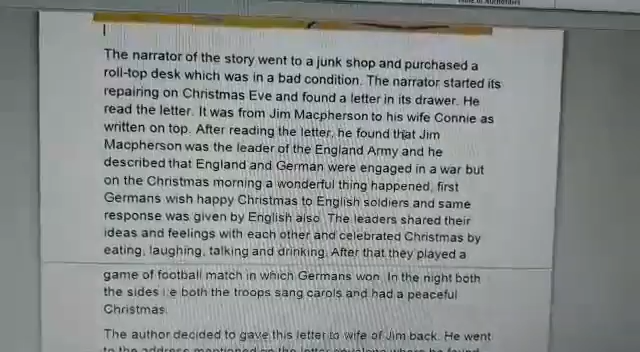 The narrator of the story went to a junk shop and purchased a
roll-top desk which was in a bad condition. The narrator started its
repairing on Christmas Eve and found a letter in its drawer. He
read the letter. It was from Jim Macpherson to his wife Connie as
written on top. After reading the letter, he found that Jim
Macpherson was the leader of the England Army and he
described that England and German were engaged in a war but
on the Christmas morning a wonderful thing happened, first
Germans wish happy Christmas to English soldiers and same
response was given by English also. The leaders shared their
ideas and feelings with each other and celebrated Christmas by
eating, laughing, talking and drinking. After that they played a
game of football match in which Germans won. In the night both
the sides i.e both the troops sang carols and had a peaceful
Christmas.
The author decided to gave this letter to wife of Jim back. He went
to the address mentioned on the letter